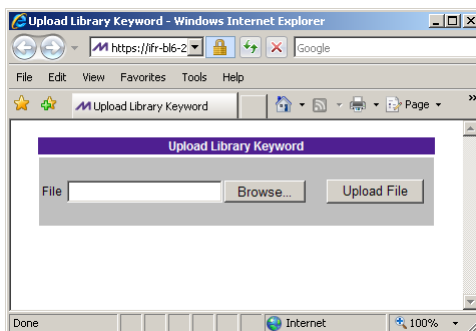 Upload Library Keyword - Windows Internet Explorer
https://ifr-bl6-2
Google
File Edit View Favorites Tools Help
Upload Library Keyword
Page
Upload Library Keyword
File Browse... Upload File
Done Internet 100%